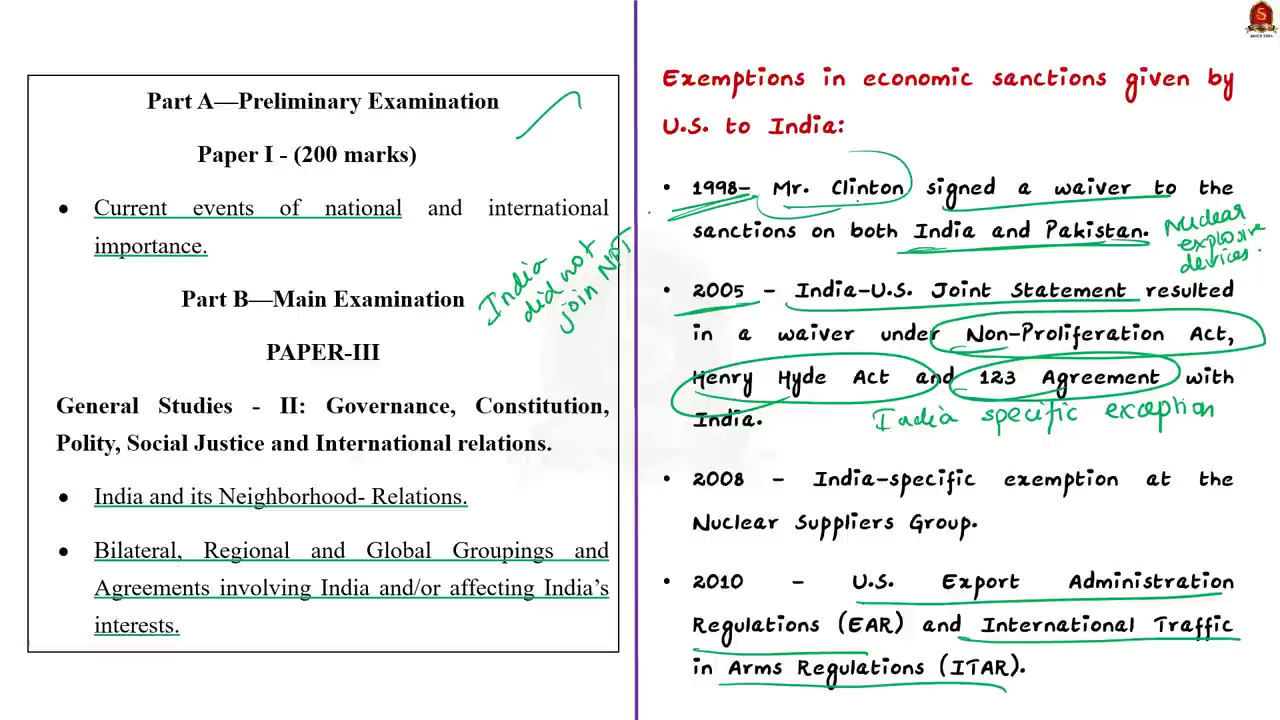 Part A—Preliminary Examination
Paper I - (200 marks)
• Current events of national and international
importance.
Part B—Main Examination
PAPER-III
General Studies - II: Governance, Constitution,
Polity, Social Justice and International relations.
• India and its Neighborhood- Relations.
• Bilateral, Regional and Global Groupings and
Agreements involving India and/or affecting India's
interests.
India
did not
join NPT
Exemptions in economic sanctions given by
U.S. to India:
• 1998- Mr. Clinton signed a waiver to the
sanctions on both India and Pakistan.
Nuclear
explosive
devices.
• 2005 - India-U.S. Joint Statement resulted
in a waiver under Non-Proliferation Act,
Henry Hyde Act and 123 Agreement with
India.
India specific exception
• 2008 - India-specific exemption at the
Nuclear Suppliers Group.
• 2010 - U.S. Export Administration
Regulations (EAR) and International Traffic
in Arms Regulations (ITAR).